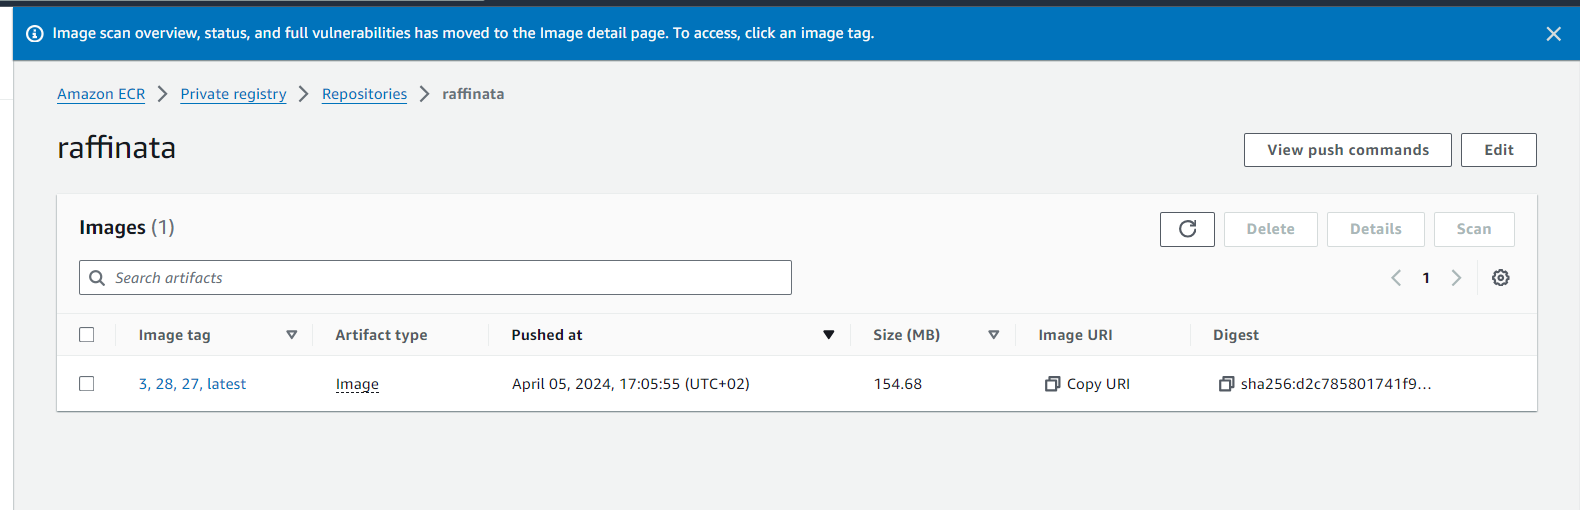 Image scan overview, status, and full vulnerabilities has moved to the Image detail page. To access, click an image tag.
Amazon ECR > Private registry > Repositories > raffinata
raffinata
View push commands
Edit
Images (1)
Delete
Details
Scan
Search artifacts
1
Image tag Artifact type Pushed at Size (MB) Image URI Digest
3, 28, 27, latest Image April 05, 2024, 17:05:55 (UTC+02) 154.68 Copy URI sha256:d2c785801741f9...